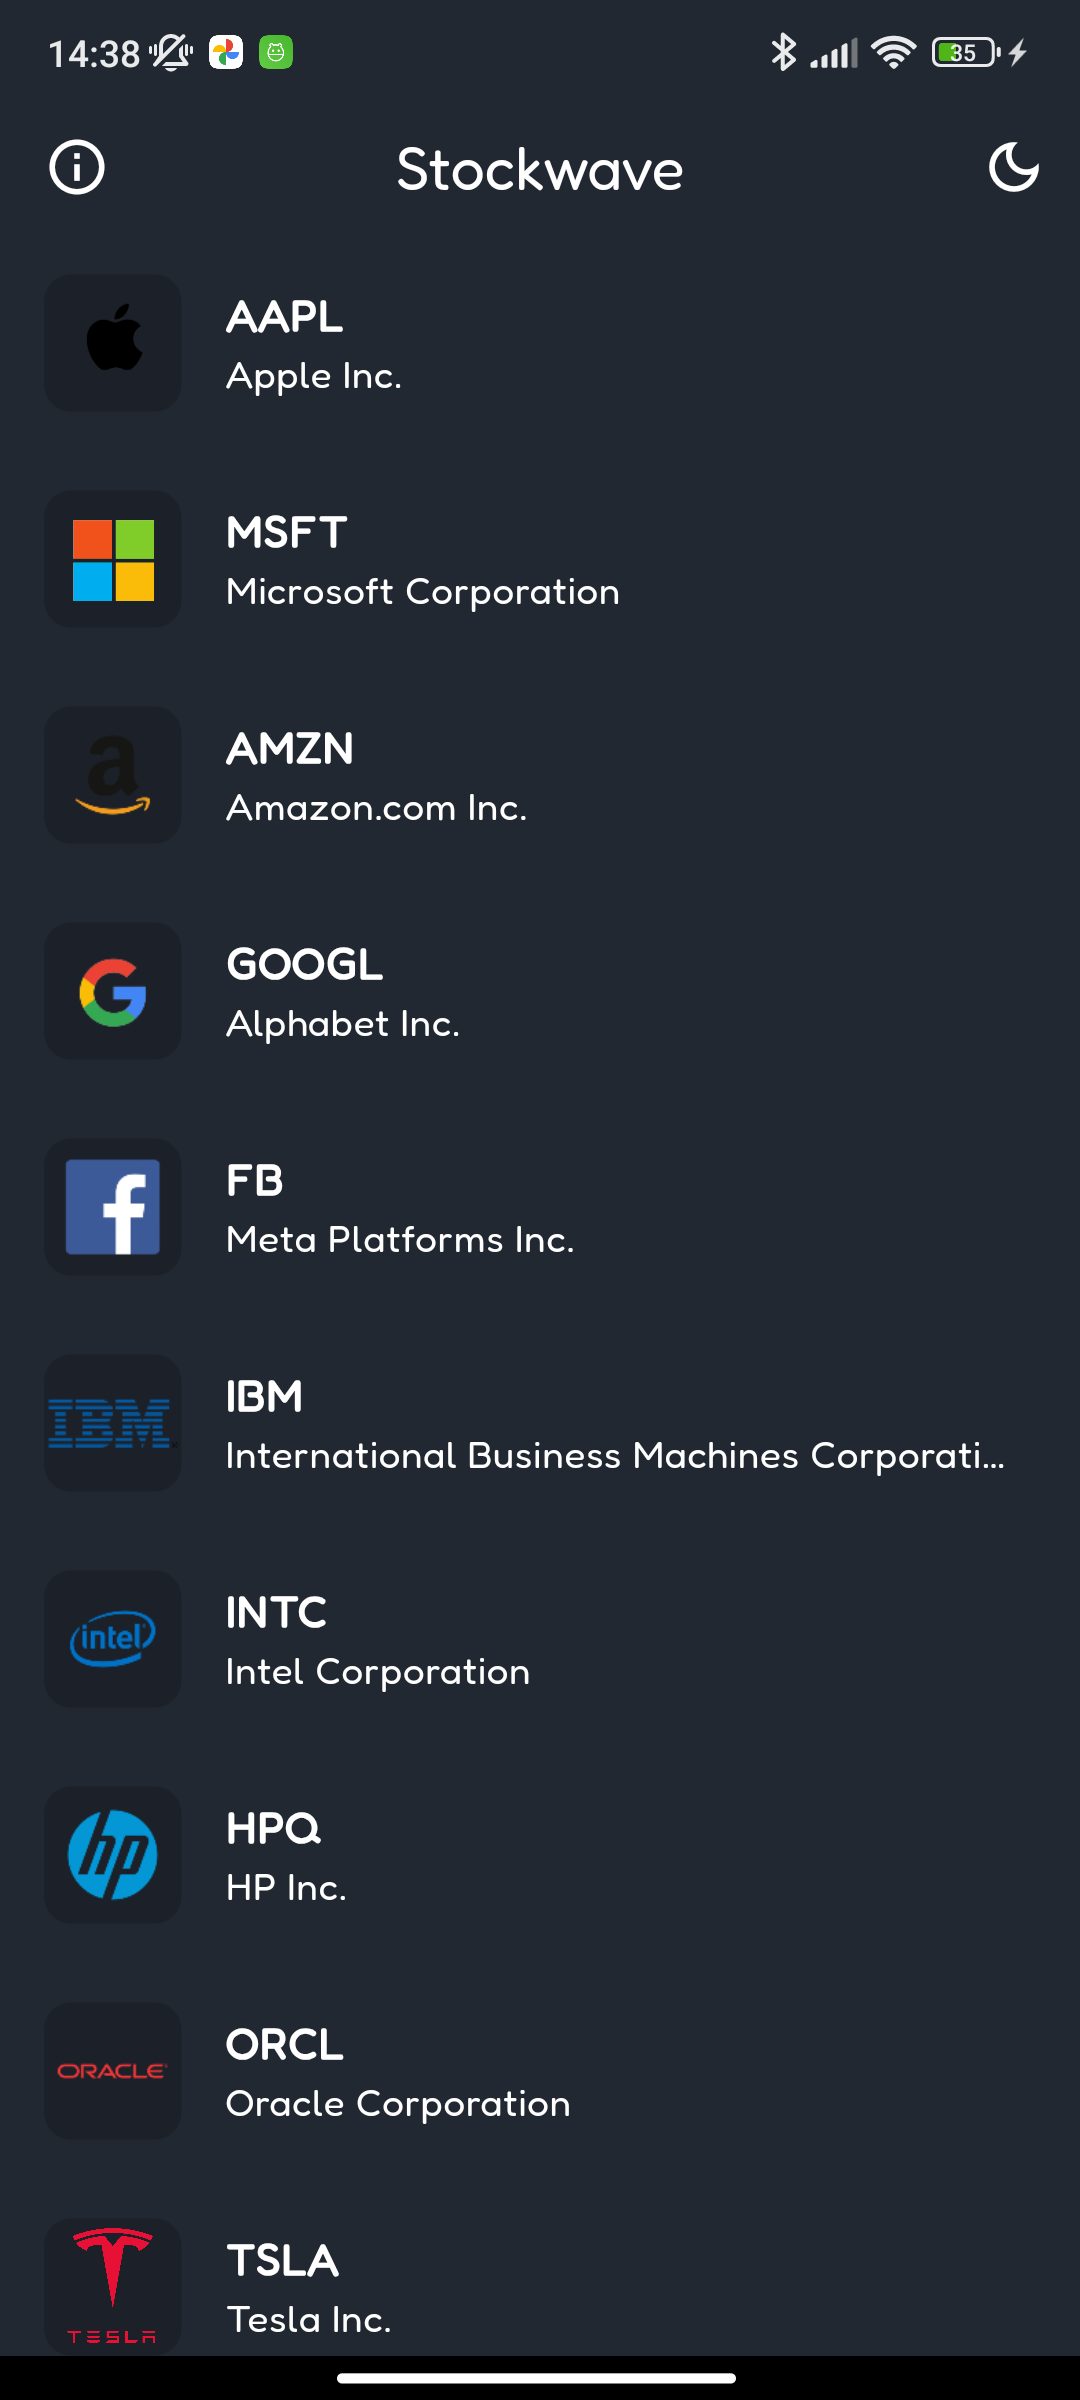 14:38
35
Stockwave
AAPL
Apple Inc.
MSFT
Microsoft Corporation
a
AMZN
Amazon.com Inc.
G
GOOGL
Alphabet Inc.
f
FB
Meta Platforms Inc.
IBM
IBM
International Business Machines Corporati...
intel
INTC
Intel Corporation
hp
HPQ
HP Inc.
ORACLE
ORCL
Oracle Corporation
TESLA
TSLA
Tesla Inc.